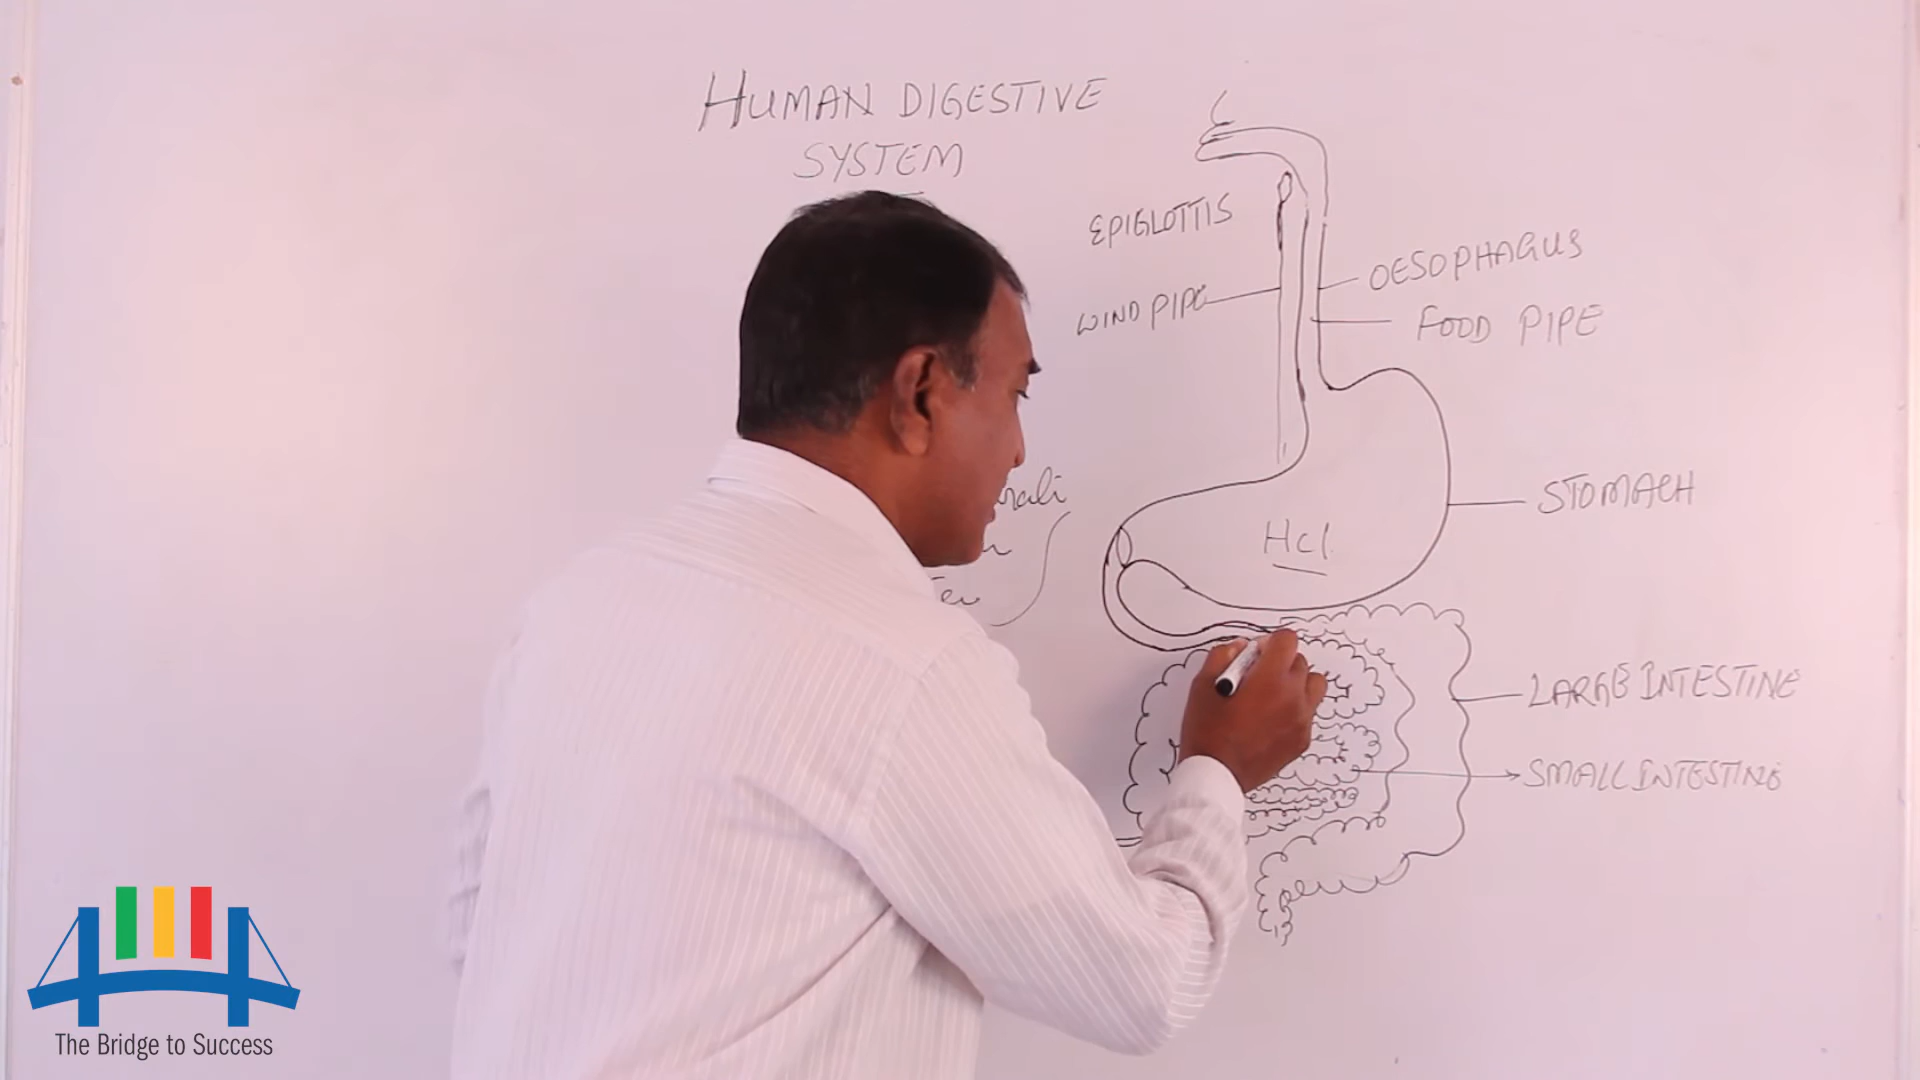 HUMAN DIGESTIVE
SYSTEM
EPIGLOTTIS
OESOPHAGUS
WIND PIPE
FOOD PIPE
STOMACH
Hcl
LARGE INTESTINE
SMALL INTESTINE
The Bridge to Success